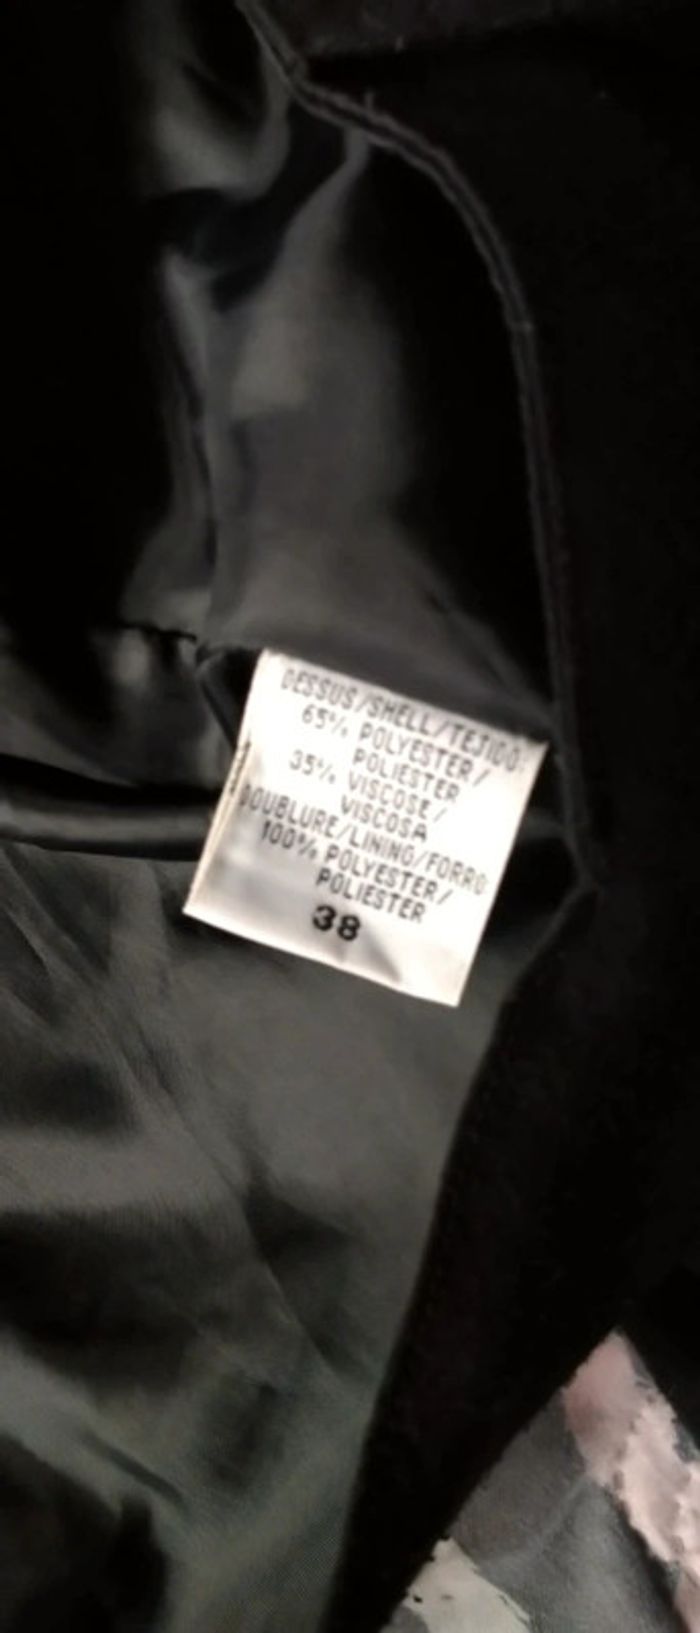 DESSUS/SHELL/TEJIDO:
65% POLYESTER/
POLIESTER
35% VISCOSE/
VISCOSA
DOUBLURE/LINING/FORRO
100% POLYESTER/
POLIESTER
38